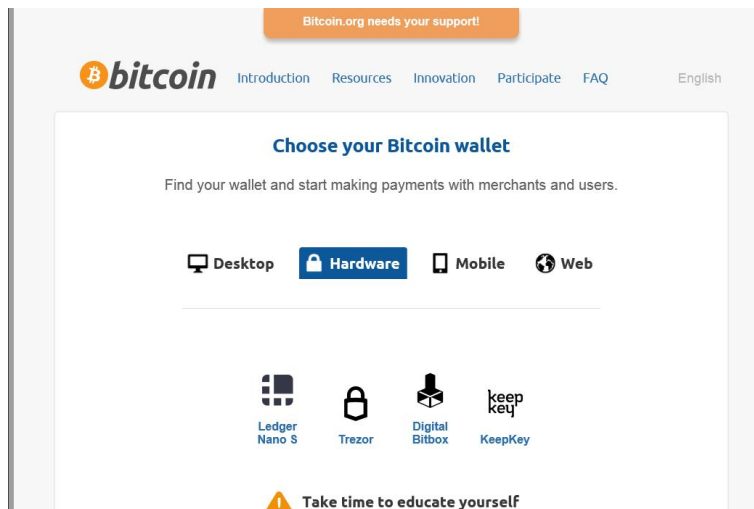 Bitcoin.org needs your support!
bitcoin Introduction Resources Innovation Participate FAQ English
Choose your Bitcoin wallet
Find your wallet and start making payments with merchants and users.
Desktop Hardware Mobile Web
keep
key
Ledger
Nano S
Trezor
Digital
Bitbox
KeepKey
Take time to educate yourself